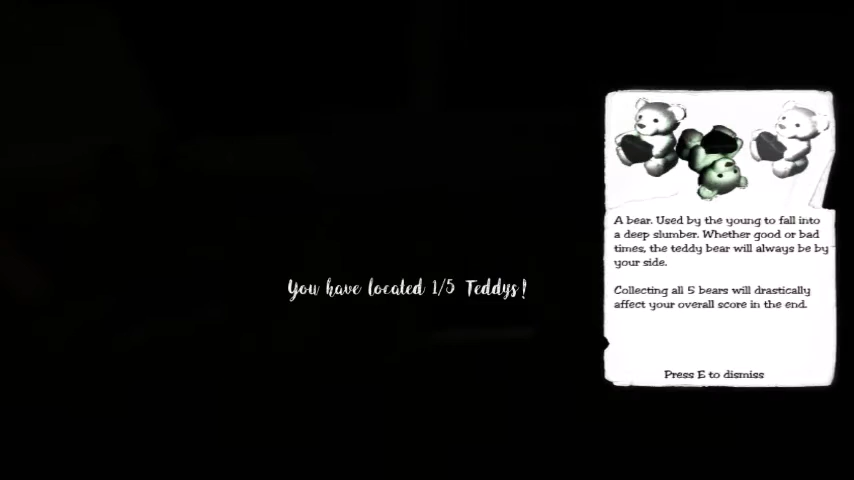 You have located 1/5 Teddys!
A bear. Used by the young to fall into
a deep slumber. Whether good or bad
times, the teddy bear will always be by
your side.
Collecting all 5 bears will drastically
affect your overall score in the end.
Press E to dismiss